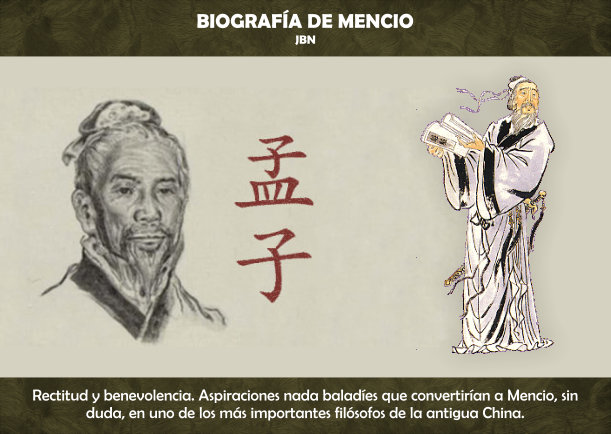 BIOGRAFÍA DE MENCIO
JBN
孟
子
Rectitud y benevolencia. Aspiraciones nada baladíes que convertirían a Mencio, sin
duda, en uno de los más importantes filósofos de la antigua China.